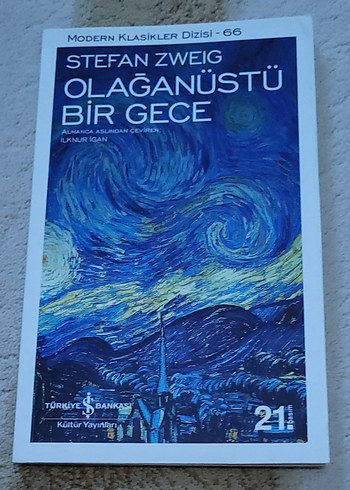 MODERN KLASİKLER DİZİSİ - 66
STEFAN ZWEIG
OLAĞANÜSTÜ
BİR GECE
ALMANCA ASLINDAN ÇEVİREN
İLKNUR İGAN
TÜRKİYE İŞ BANKASI
Kültür Yayınları
21. Basım